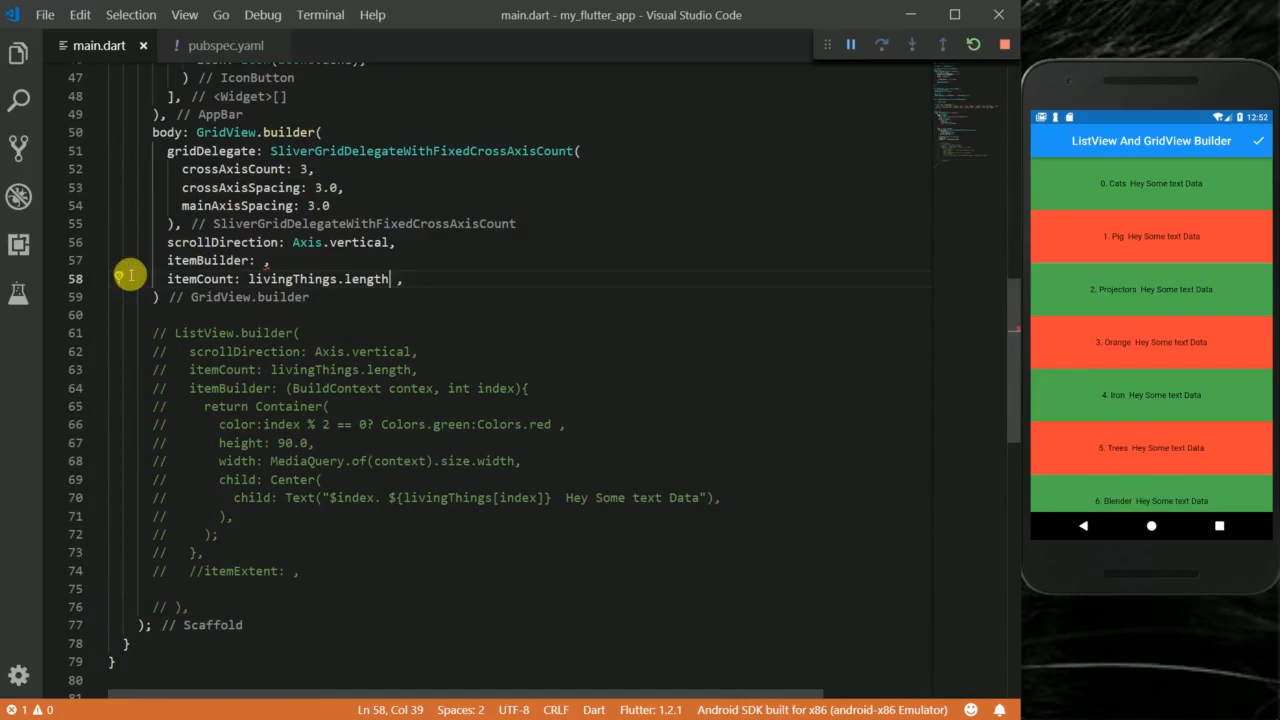 File Edit Selection View Go Debug Terminal Help main.dart - my_flutter_app - Visual Studio Code
main.dart pubspec.yaml
47 ) // IconButton
48 ], // <Widget>[]
49 ), // AppBar
50 body: GridView.builder(
51 gridDelegate: SliverGridDelegateWithFixedCrossAxisCount(
52 crossAxisCount: 3,
53 crossAxisSpacing: 3.0,
54 mainAxisSpacing: 3.0
55 ), // SliverGridDelegateWithFixedCrossAxisCount
56 scrollDirection: Axis.vertical,
57 itemBuilder: ,
58 itemCount: livingThings.length ,
59 ) // GridView.builder
60
61 // ListView.builder(
62 // scrollDirection: Axis.vertical,
63 // itemCount: livingThings.length,
64 // itemBuilder: (BuildContext contex, int index){
65 // return Container(
66 // color:index % 2 == 0? Colors.green:Colors.red ,
67 // height: 90.0,
68 // width: MediaQuery.of(context).size.width,
69 // child: Center(
70 // child: Text("$index. ${livingThings[index]}  Hey Some text Data"),
71 // ),
72 // );
73 // },
74 // //itemExtent: ,
75
76 // ),
77 ); // Scaffold
78 }
79 }
80
1 0 Ln 58, Col 39 Spaces: 2 UTF-8 CRLF Dart Flutter: 1.2.1 Android SDK built for x86 (android-x86 Emulator)
12:52
ListView And GridView Builder
0. Cats Hey Some text Data
1. Pig Hey Some text Data
2. Projectors Hey Some text Data
3. Orange Hey Some text Data
4. Iron Hey Some text Data
5. Trees Hey Some text Data
6. Blender Hey Some text Data